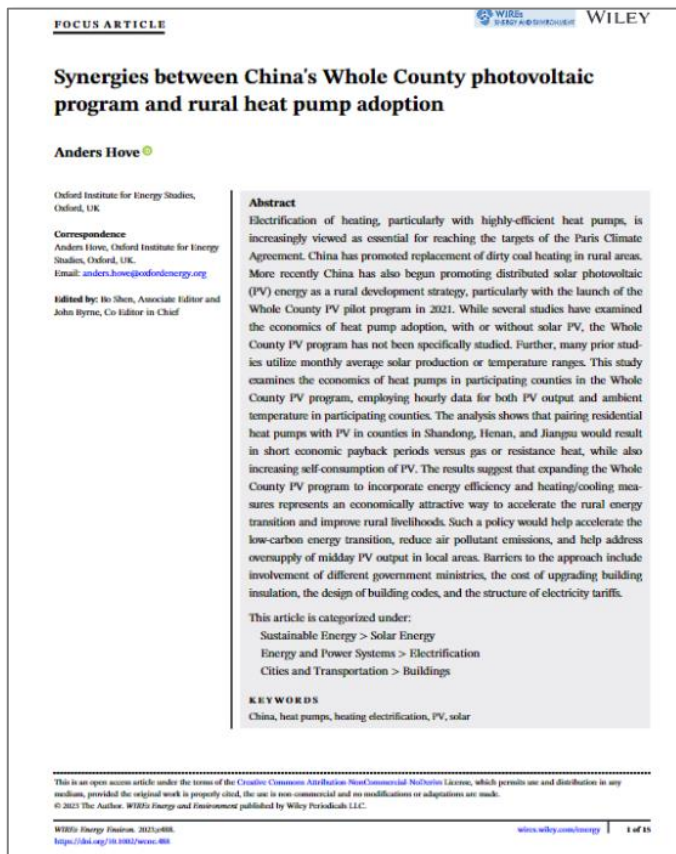 FOCUS ARTICLE
WIREs
ENERGY AND ENVIRONMENT
WILEY
Synergies between China's Whole County photovoltaic
program and rural heat pump adoption
Anders Hove
Oxford Institute for Energy Studies,
Oxford, UK
Correspondence
Anders Hove, Oxford Institute for Energy
Studies, Oxford, UK.
Email: anders.hove@oxfordenergy.org
Edited by: Bo Shen, Associate Editor and
John Byrne, Co Editor in Chief
Abstract
Electrification of heating, particularly with highly-efficient heat pumps, is
increasingly viewed as essential for reaching the targets of the Paris Climate
Agreement. China has promoted replacement of dirty coal heating in rural areas.
More recently China has also begun promoting distributed solar photovoltaic
(PV) energy as a rural development strategy, particularly with the launch of the
Whole County PV pilot program in 2021. While several studies have examined
the economics of heat pump adoption, with or without solar PV, the Whole
County PV program has not been specifically studied. Further, many prior stud-
ies utilize monthly average solar production or temperature ranges. This study
examines the economics of heat pumps in participating counties in the Whole
County PV program, employing hourly data for both PV output and ambient
temperature in participating counties. The analysis shows that pairing residential
heat pumps with PV in counties in Shandong, Henan, and Jiangsu would result
in short economic payback periods versus gas or resistance heat, while also
increasing self-consumption of PV. The results suggest that expanding the Whole
County PV program to incorporate energy efficiency and heating/cooling mea-
sures represents an economically attractive way to accelerate the rural energy
transition and improve rural livelihoods. Such a policy would help accelerate the
low-carbon energy transition, reduce air pollutant emissions, and help address
oversupply of midday PV output in local areas. Barriers to the approach include
involvement of different government ministries, the cost of upgrading building
insulation, the design of building codes, and the structure of electricity tariffs.
This article is categorized under:
Sustainable Energy > Solar Energy
Energy and Power Systems > Electrification
Cities and Transportation > Buildings
KEYWORDS
China, heat pumps, heating electrification, PV, solar
This is an open access article under the terms of the Creative Commons Attribution-NonCommercial-NoDerivs License, which permits use and distribution in any
medium, provided the original work is properly cited, the use is non-commercial and no modifications or adaptations are made.
© 2023 The Author. WIREs Energy and Environment published by Wiley Periodicals LLC.
WIREs Energy Environ. 2023;e488.
wires.wiley.com/energy
1 of 15
https://doi.org/10.1002/wene.488